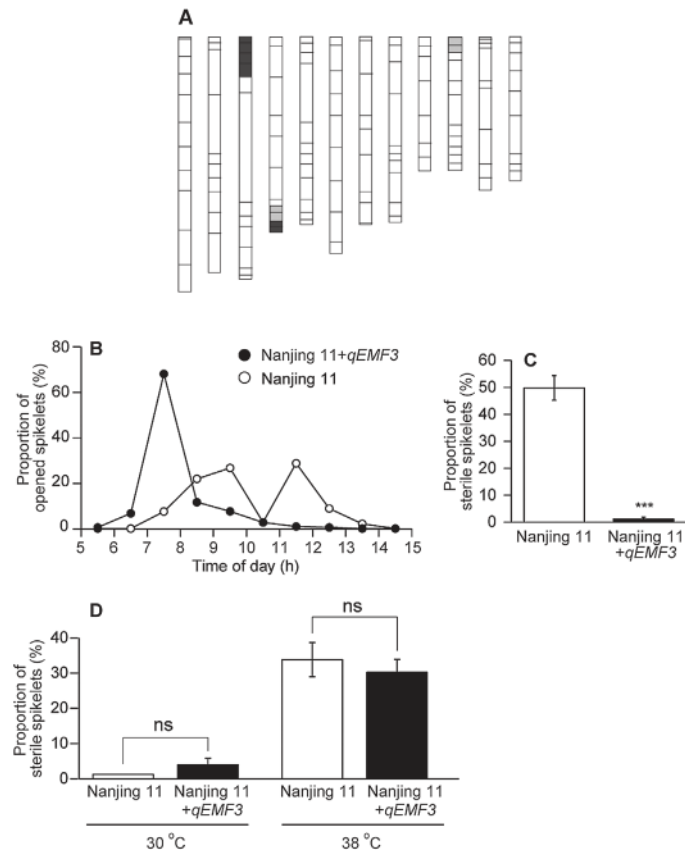 A
B
80
60
40
20
0
Proportion of
opened spikelets (%)
Nanjing 11+qEMF3
Nanjing 11
5 6 7 8 9 10 11 12 13 14 15
Time of day (h)
C
60
50
40
30
20
10
0
Proportion of
sterile spikelets (%)
***
Nanjing 11 Nanjing 11
+qEMF3
D
40
30
20
10
0
Proportion of
sterile spikelets (%)
ns
ns
Nanjing 11 Nanjing 11 Nanjing 11 Nanjing 11
+qEMF3 +qEMF3
30 °C 38 °C